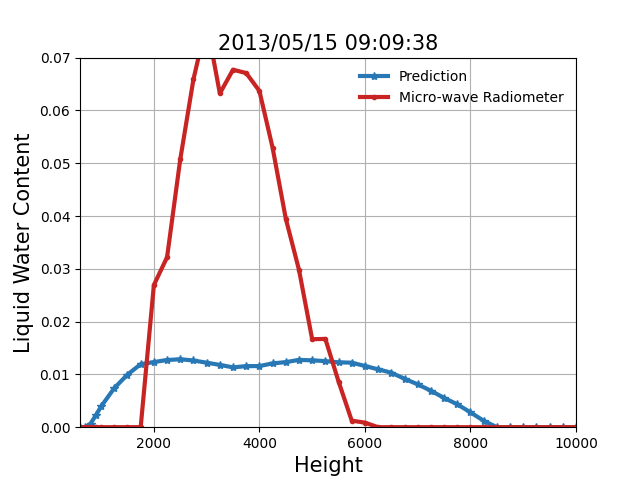 2013/05/15 09:09:38
0.07
0.06
0.05
0.04
0.03
0.02
0.01
0.00
Liquid Water Content
Prediction
Micro-wave Radiometer
2000 4000 6000 8000 10000
Height